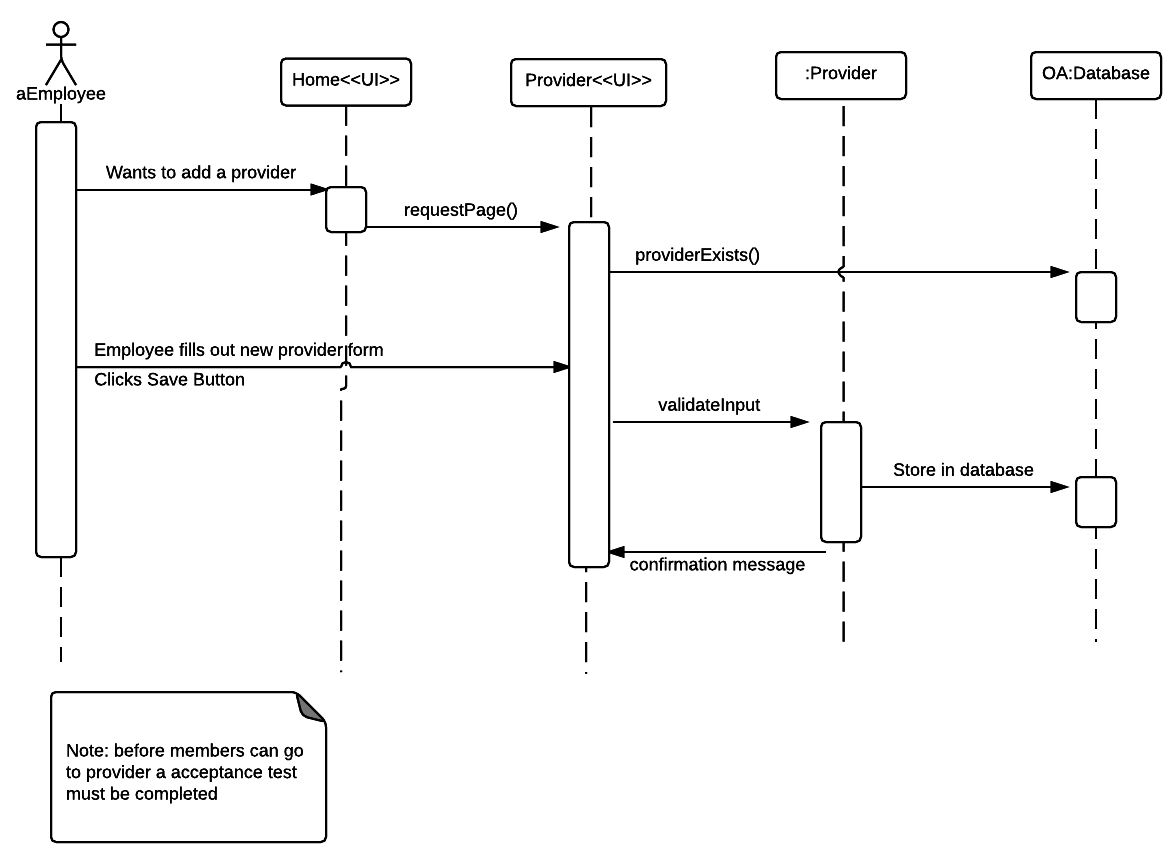 aEmployee
Home<<UI>>
Provider<<UI>>
:Provider
OA:Database
Wants to add a provider
requestPage()
providerExists()
Employee fills out new provider form
Clicks Save Button
validateInput
Store in database
confirmation message
Note: before members can go
to provider a acceptance test
must be completed